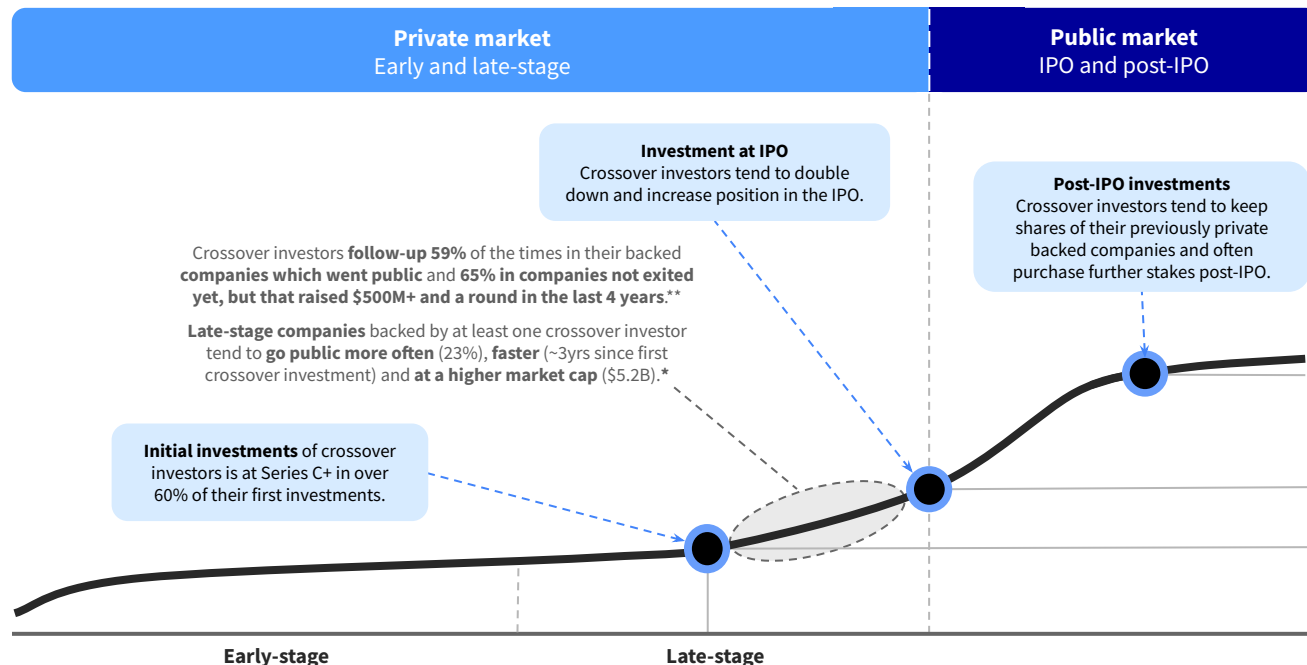 Private market
Early and late-stage
Public market
IPO and post-IPO
Investment at IPO
Crossover investors tend to double
down and increase position in the IPO.
Post-IPO investments
Crossover investors tend to keep
shares of their previously private
backed companies and often
purchase further stakes post-IPO.
Crossover investors follow-up 59% of the times in their backed
companies which went public and 65% in companies not exited
yet, but that raised $500M+ and a round in the last 4 years.**
Late-stage companies backed by at least one crossover investor
tend to go public more often (23%), faster (~3yrs since first
crossover investment) and at a higher market cap ($5.2B).*
Initial investments of crossover
investors is at Series C+ in over
60% of their first investments.
Early-stage
Late-stage